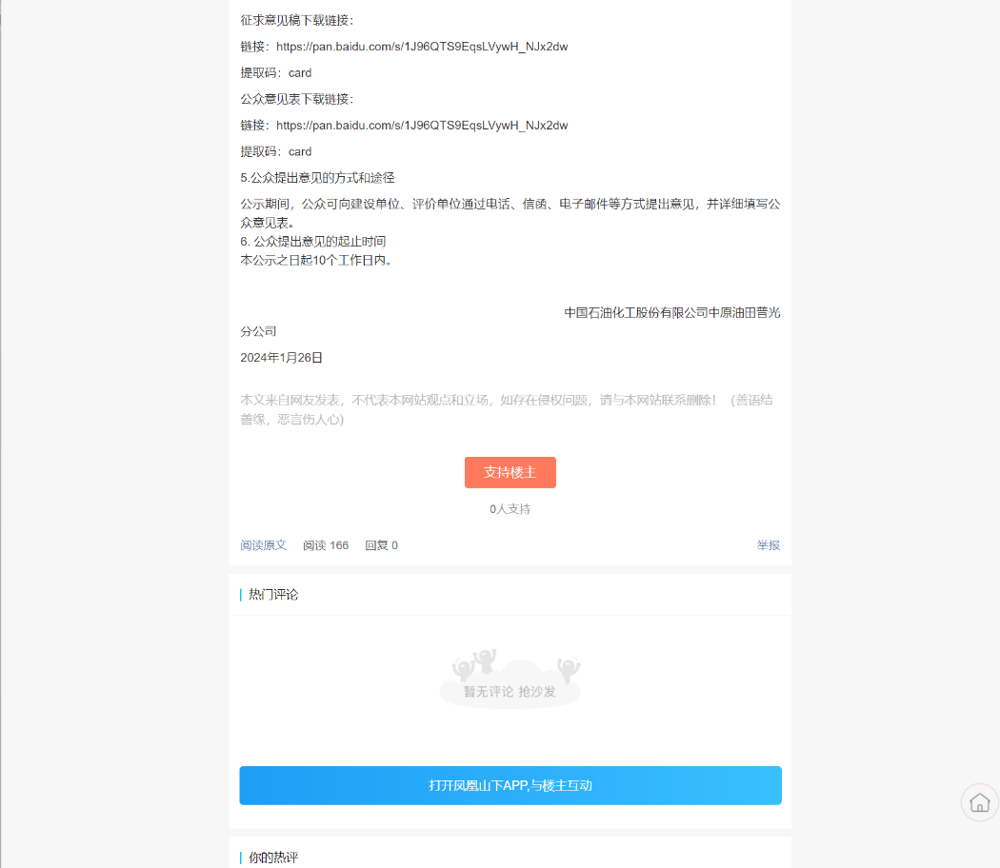 征求意见稿下载链接：
链接：https://pan.baidu.com/s/1J96QTS9EqsLVywH_NJx2dw
提取码：card
公众意见表下载链接：
链接：https://pan.baidu.com/s/1J96QTS9EqsLVywH_NJx2dw
提取码：card
5.公众提出意见的方式和途径
公示期间，公众可向建设单位、评价单位通过电话、信函、电子邮件等方式提出意见，并详细填写公
众意见表。
6. 公众提出意见的起止时间
本公示之日起10个工作日内。
中国石油化工股份有限公司中原油田普光
分公司
2024年1月26日
本文来自网友发表，不代表本网站观点和立场，如存在侵权问题，请与本网站联系删除！（善语结
善缘，恶言伤人心)
支持楼主
0人支持
阅读原文 阅读 166 回复 0 举报
热门评论
暂无评论 抢沙发
打开凤凰山下APP,与楼主互动
你的热评